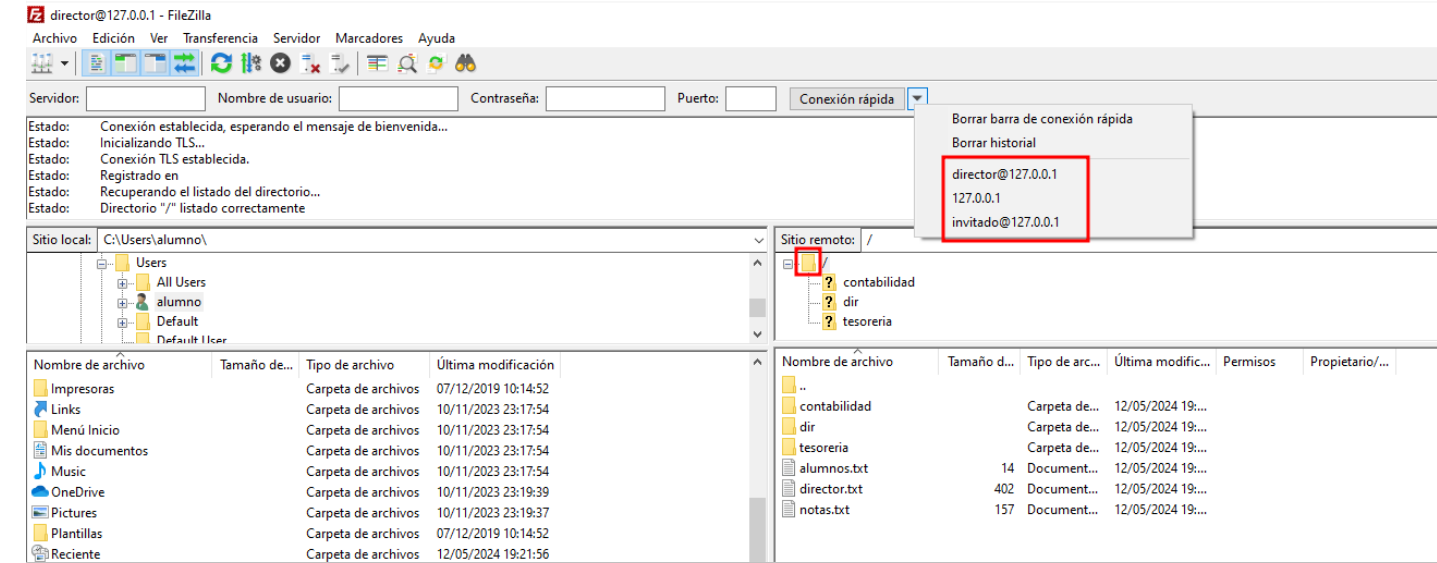 director@127.0.0.1 - FileZilla
Archivo Edición Ver Transferencia Servidor Marcadores Ayuda
Servidor: Nombre de usuario: Contraseña: Puerto: Conexión rápida
Borrar barra de conexión rápida
Borrar historial
director@127.0.0.1
127.0.0.1
invitado@127.0.0.1
Estado: Conexión establecida, esperando el mensaje de bienvenida...
Estado: Inicializando TLS...
Estado: Conexión TLS establecida.
Estado: Registrado en
Estado: Recuperando el listado del directorio...
Estado: Directorio "/" listado correctamente
Sitio local: C:\Users\alumno\
Users
All Users
alumno
Default
Default User
Nombre de archivo Tamaño de... Tipo de archivo Última modificación
Impresoras Carpeta de archivos 07/12/2019 10:14:52
Links Carpeta de archivos 10/11/2023 23:17:54
Menú Inicio Carpeta de archivos 10/11/2023 23:17:54
Mis documentos Carpeta de archivos 10/11/2023 23:17:54
Music Carpeta de archivos 10/11/2023 23:17:54
OneDrive Carpeta de archivos 10/11/2023 23:19:39
Pictures Carpeta de archivos 10/11/2023 23:19:37
Plantillas Carpeta de archivos 07/12/2019 10:14:52
Reciente Carpeta de archivos 12/05/2024 19:21:56
Sitio remoto: /
/
? contabilidad
? dir
? tesoreria
Nombre de archivo Tamaño d... Tipo de arc... Última modific... Permisos Propietario/...
..
contabilidad Carpeta de... 12/05/2024 19:...
dir Carpeta de... 12/05/2024 19:...
tesoreria Carpeta de... 12/05/2024 19:...
alumnos.txt 14 Document... 12/05/2024 19:...
director.txt 402 Document... 12/05/2024 19:...
notas.txt 157 Document... 12/05/2024 19:...